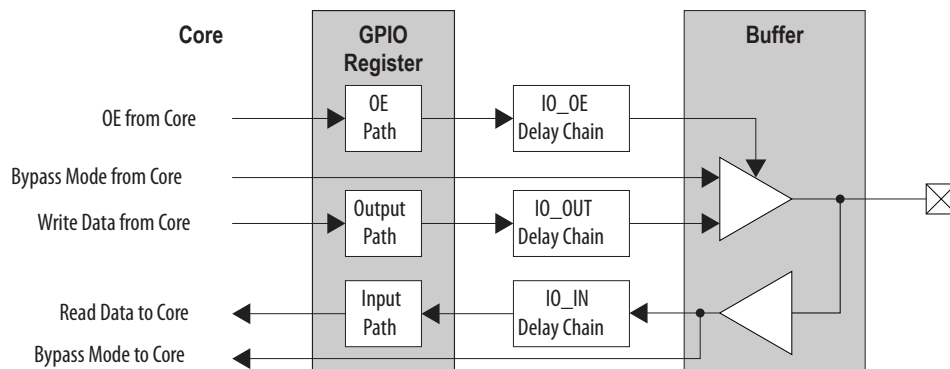 Core
GPIO
Register
Buffer
OE from Core
OE
Path
IO_OE
Delay Chain
Bypass Mode from Core
Write Data from Core
Output
Path
IO_OUT
Delay Chain
Read Data to Core
Input
Path
IO_IN
Delay Chain
Bypass Mode to Core